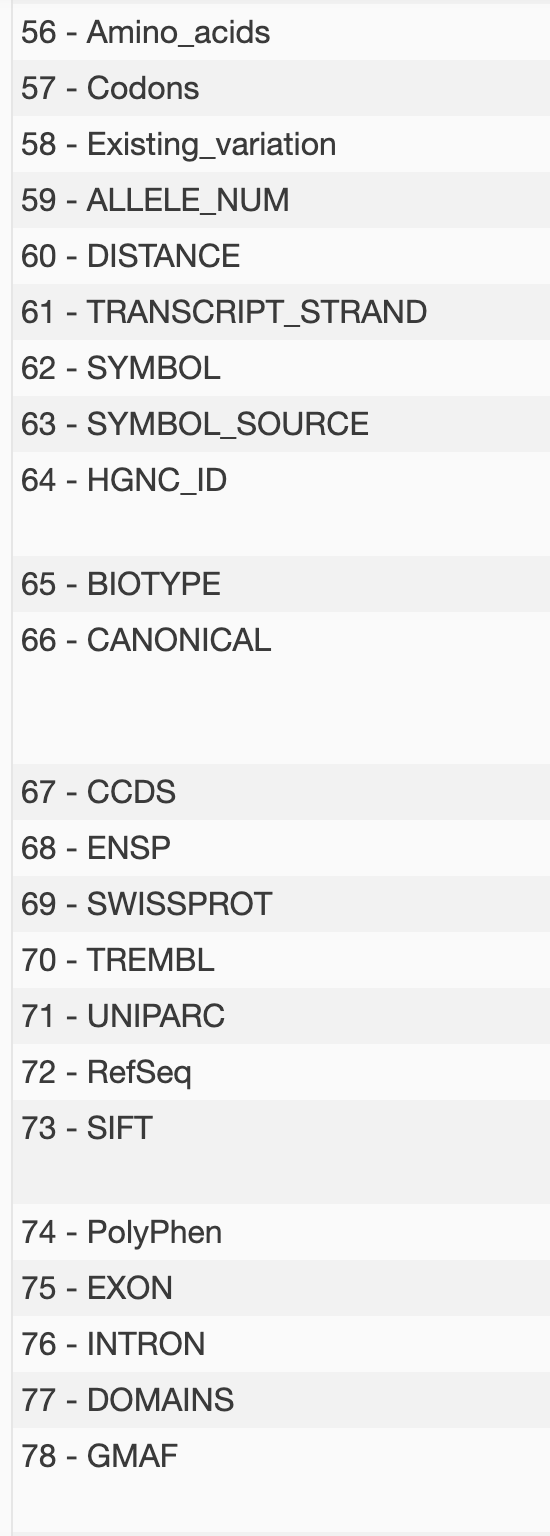 56 - Amino_acids
57 - Codons
58 - Existing_variation
59 - ALLELE_NUM
60 - DISTANCE
61 - TRANSCRIPT_STRAND
62 - SYMBOL
63 - SYMBOL_SOURCE
64 - HGNC_ID
65 - BIOTYPE
66 - CANONICAL
67 - CCDS
68 - ENSP
69 - SWISSPROT
70 - TREMBL
71 - UNIPARC
72 - RefSeq
73 - SIFT
74 - PolyPhen
75 - EXON
76 - INTRON
77 - DOMAINS
78 - GMAF